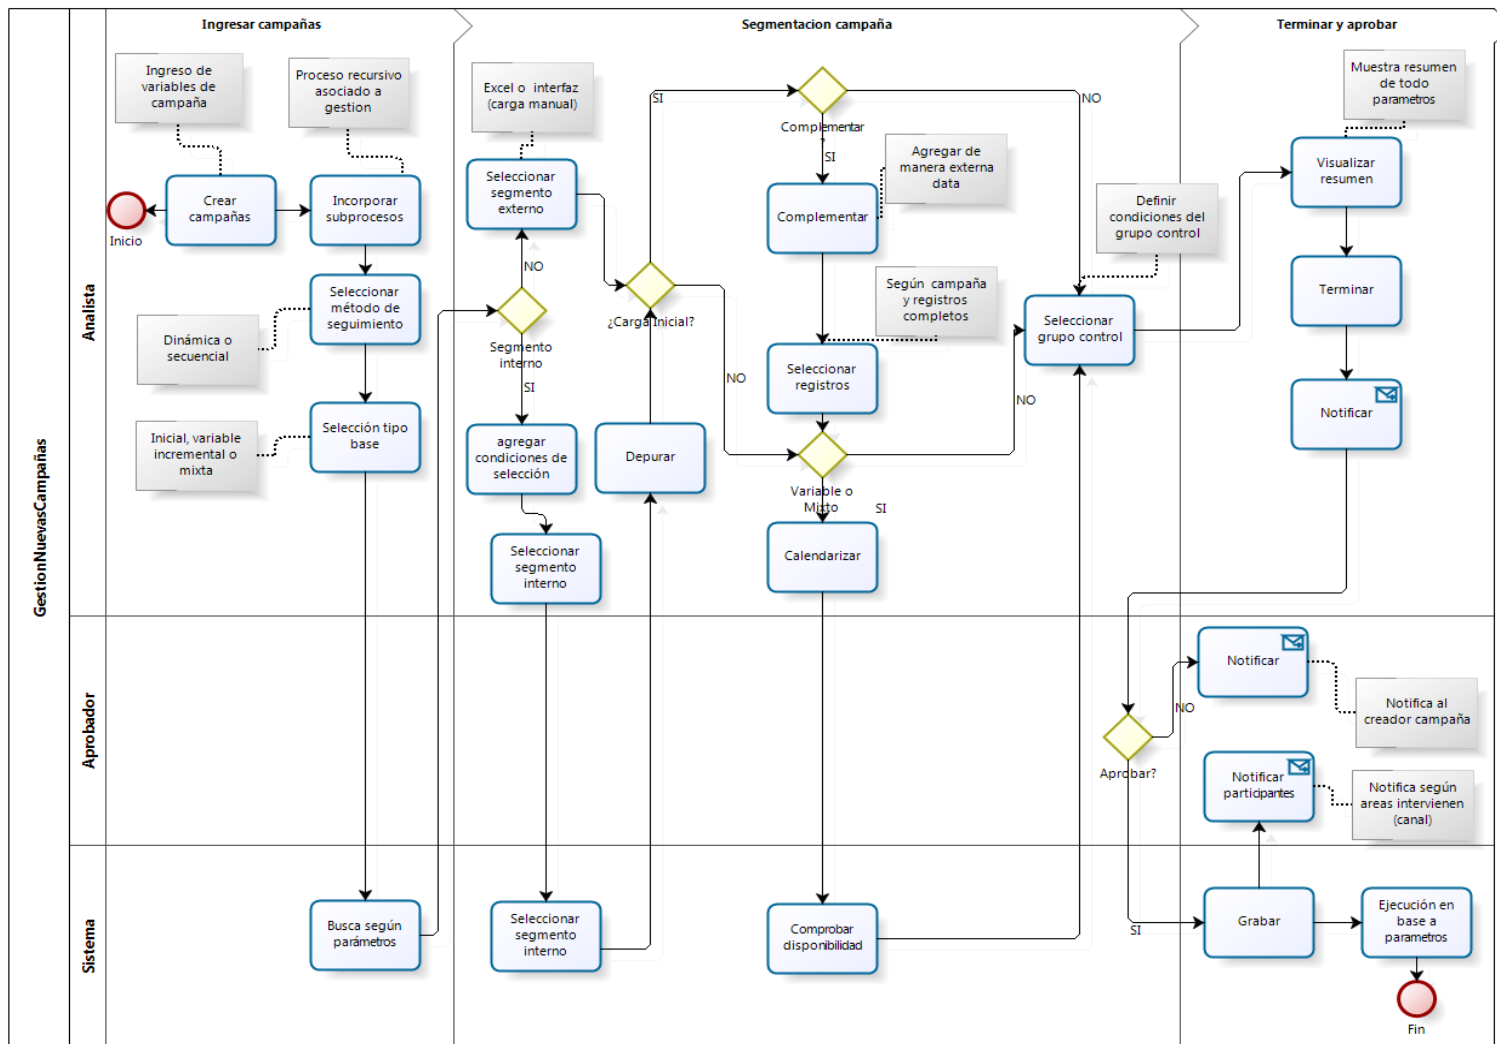 Ingresar campañas
Segmentacion campaña
Terminar y aprobar
GestionNuevasCampañas
Analista
Aprobador
Sistema
Ingreso de
variables de
campaña
Proceso recursivo
asociado a
gestion
Inicio
Crear
campañas
Incorporar
subprocesos
Seleccionar
método de
seguimiento
Dinámica o
secuencial
Selección tipo
base
Inicial, variable
incremental o
mixta
Busca según
parámetros
Excel o interfaz
(carga manual)
Seleccionar
segmento
externo
NO
Segmento
interno
SI
agregar
condiciones de
selección
Seleccionar
segmento
interno
Seleccionar
segmento
interno
Depurar
¿Carga Inicial?
SI
NO
Complementar
?
SI
NO
Agregar de
manera externa
data
Complementar
Según campaña
y registros
completos
Seleccionar
registros
Variable o
Mixto
SI
NO
Calendarizar
Comprobar
disponibilidad
Definir
condiciones del
grupo control
Seleccionar
grupo control
Muestra resumen
de todo
parametros
Visualizar
resumen
Terminar
Notificar
Aprobar?
NO
SI
Notificar
Notifica al
creador campaña
Notificar
participantes
Notifica según
areas intervienen
(canal)
Grabar
Ejecución en
base a
parametros
Fin